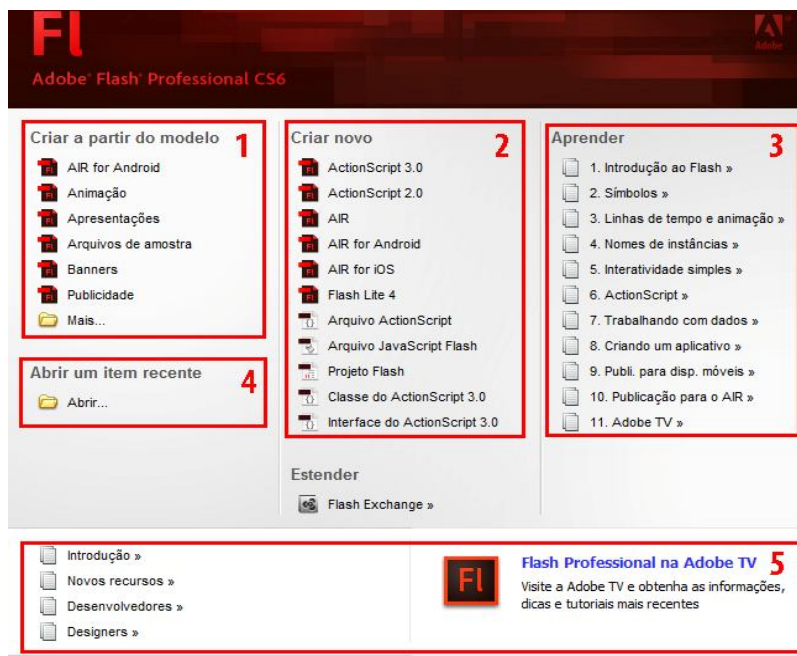 Fl
Adobe
Adobe® Flash® Professional CS6
Criar a partir do modelo 1
AIR for Android
Animação
Apresentações
Arquivos de amostra
Banners
Publicidade
Mais...
Abrir um item recente 4
Abrir...
Criar novo 2
ActionScript 3.0
ActionScript 2.0
AIR
AIR for Android
AIR for iOS
Flash Lite 4
Arquivo ActionScript
Arquivo JavaScript Flash
Projeto Flash
Classe do ActionScript 3.0
Interface do ActionScript 3.0
Estender
Flash Exchange »
Aprender 3
1. Introdução ao Flash »
2. Símbolos »
3. Linhas de tempo e animação »
4. Nomes de instâncias »
5. Interatividade simples »
6. ActionScript »
7. Trabalhando com dados »
8. Criando um aplicativo »
9. Publi. para disp. móveis »
10. Publicação para o AIR »
11. Adobe TV »
Introdução »
Novos recursos »
Desenvolvedores »
Designers »
Fl
Flash Professional na Adobe TV 5
Visite a Adobe TV e obtenha as informações,
dicas e tutoriais mais recentes